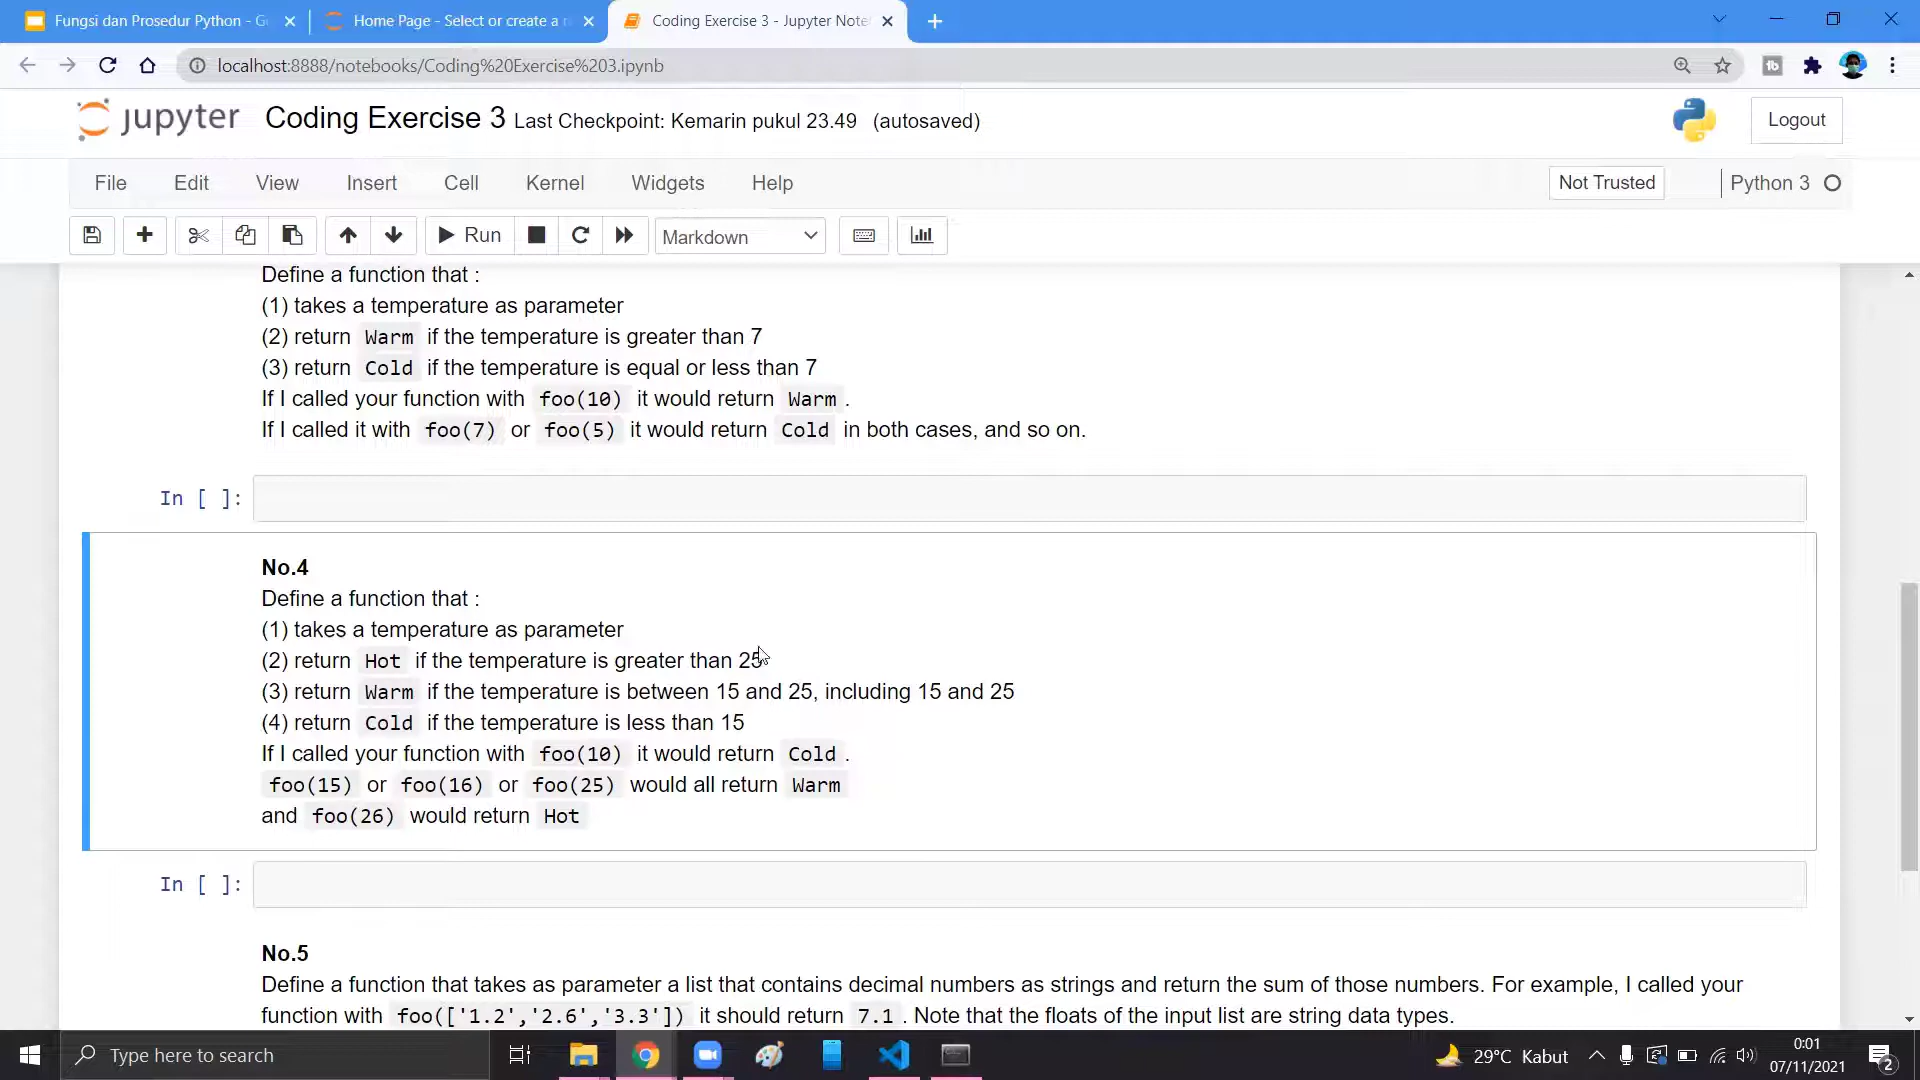 Fungsi dan Prosedur Python - G
Home Page - Select or create a n
Coding Exercise 3 - Jupyter Note
localhost:8888/notebooks/Coding%20Exercise%203.ipynb
jupyter Coding Exercise 3 Last Checkpoint: Kemarin pukul 23.49 (autosaved)
Logout
File Edit View Insert Cell Kernel Widgets Help
Not Trusted
Python 3
Run
Markdown
Define a function that :
(1) takes a temperature as parameter
(2) return Warm if the temperature is greater than 7
(3) return Cold if the temperature is equal or less than 7
If I called your function with foo(10) it would return Warm .
If I called it with foo(7) or foo(5) it would return Cold in both cases, and so on.
In [ ]:
No.4
Define a function that :
(1) takes a temperature as parameter
(2) return Hot if the temperature is greater than 25
(3) return Warm if the temperature is between 15 and 25, including 15 and 25
(4) return Cold if the temperature is less than 15
If I called your function with foo(10) it would return Cold .
foo(15) or foo(16) or foo(25) would all return Warm
and foo(26) would return Hot
In [ ]:
No.5
Define a function that takes as parameter a list that contains decimal numbers as strings and return the sum of those numbers. For example, I called your
function with foo(['1.2','2.6','3.3']) it should return 7.1 . Note that the floats of the input list are string data types.
Type here to search
29°C Kabut
0:01
07/11/2021
2